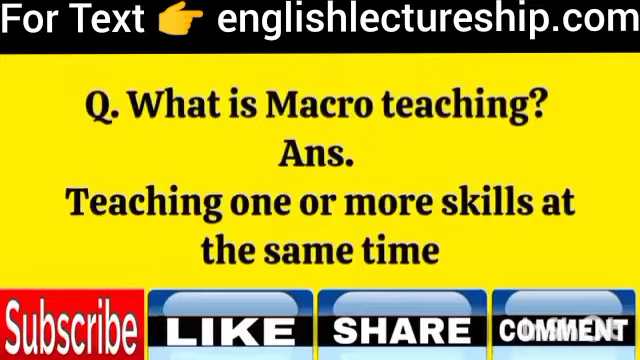 For Text 👉 englishlectureship.com
Q. What is Macro teaching?
Ans.
Teaching one or more skills at
the same time
Subscribe LIKE SHARE COMMENT